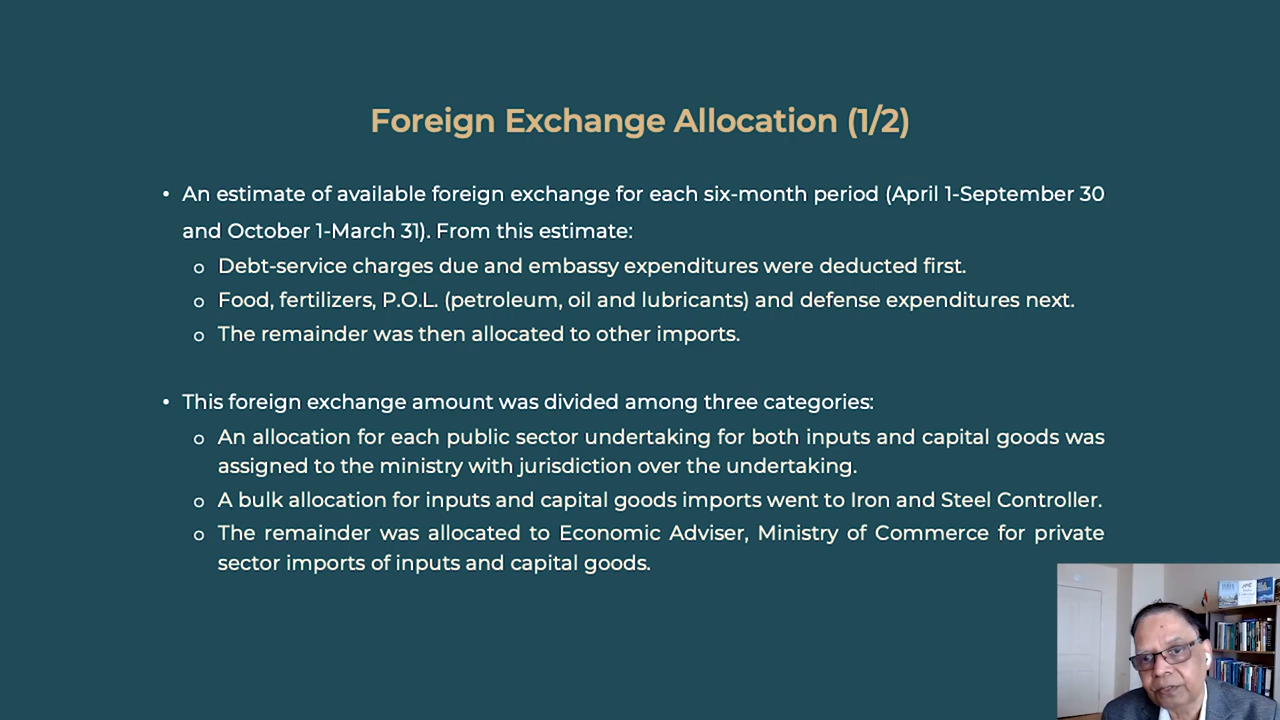 Foreign Exchange Allocation (1/2)
• An estimate of available foreign exchange for each six-month period (April 1-September 30
and October 1-March 31). From this estimate:
o Debt-service charges due and embassy expenditures were deducted first.
o Food, fertilizers, P.O.L. (petroleum, oil and lubricants) and defense expenditures next.
o The remainder was then allocated to other imports.
• This foreign exchange amount was divided among three categories:
o An allocation for each public sector undertaking for both inputs and capital goods was
assigned to the ministry with jurisdiction over the undertaking.
o A bulk allocation for inputs and capital goods imports went to Iron and Steel Controller.
o The remainder was allocated to Economic Adviser, Ministry of Commerce for private
sector imports of inputs and capital goods.